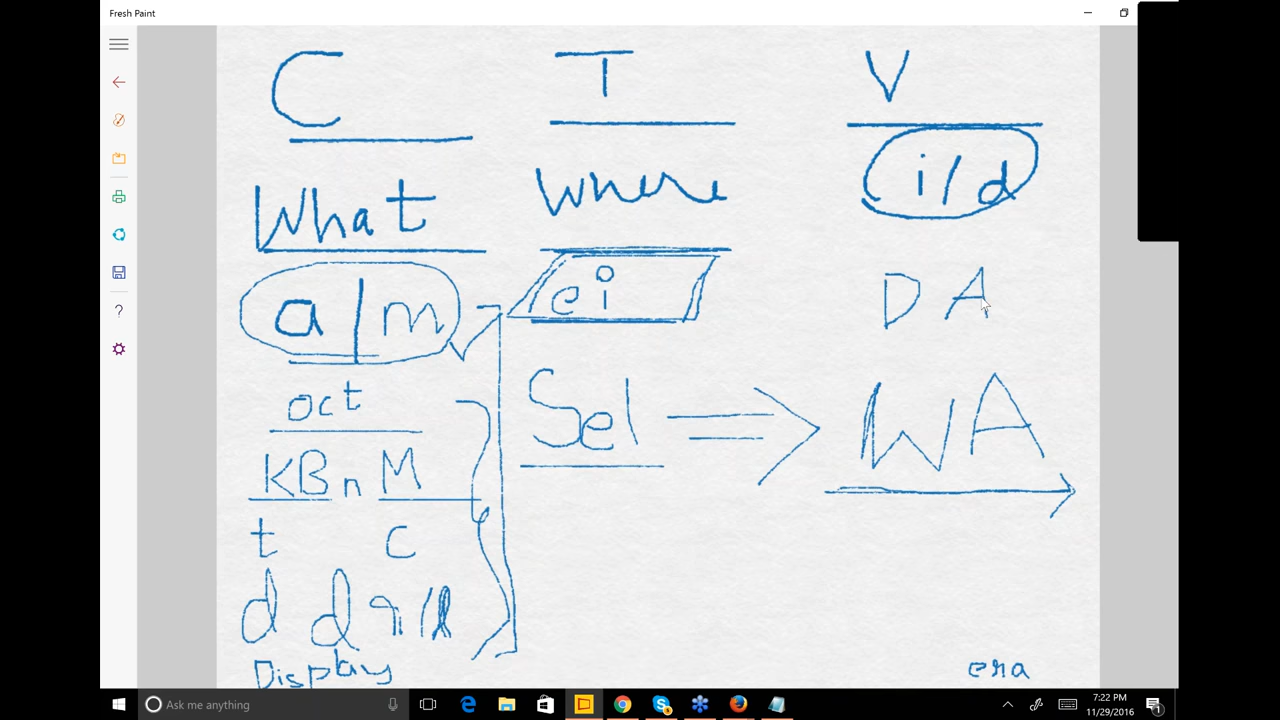 Fresh Paint
C T V
What where i/d
a|m ei D A
oct Sel WA
KB n M
t c
d d r/d
Display
era
Ask me anything
7:22 PM
11/29/2016